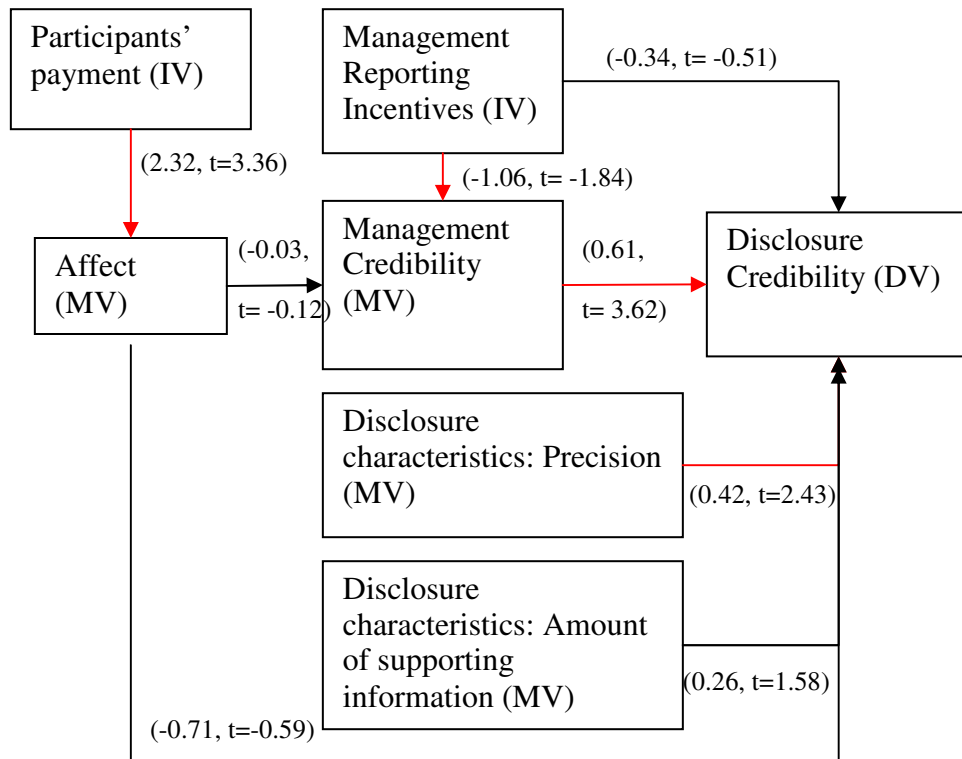 Participants’
payment (IV)
Management
Reporting
Incentives (IV)
(-0.34, t= -0.51)
(2.32, t=3.36)
(-1.06, t= -1.84)
Affect
(MV)
(-0.03,
t= -0.12)
Management
Credibility
(MV)
(0.61,
t= 3.62)
Disclosure
Credibility (DV)
Disclosure
characteristics: Precision
(MV)
(0.42, t=2.43)
Disclosure
characteristics: Amount
of supporting
information (MV)
(0.26, t=1.58)
(-0.71, t=-0.59)